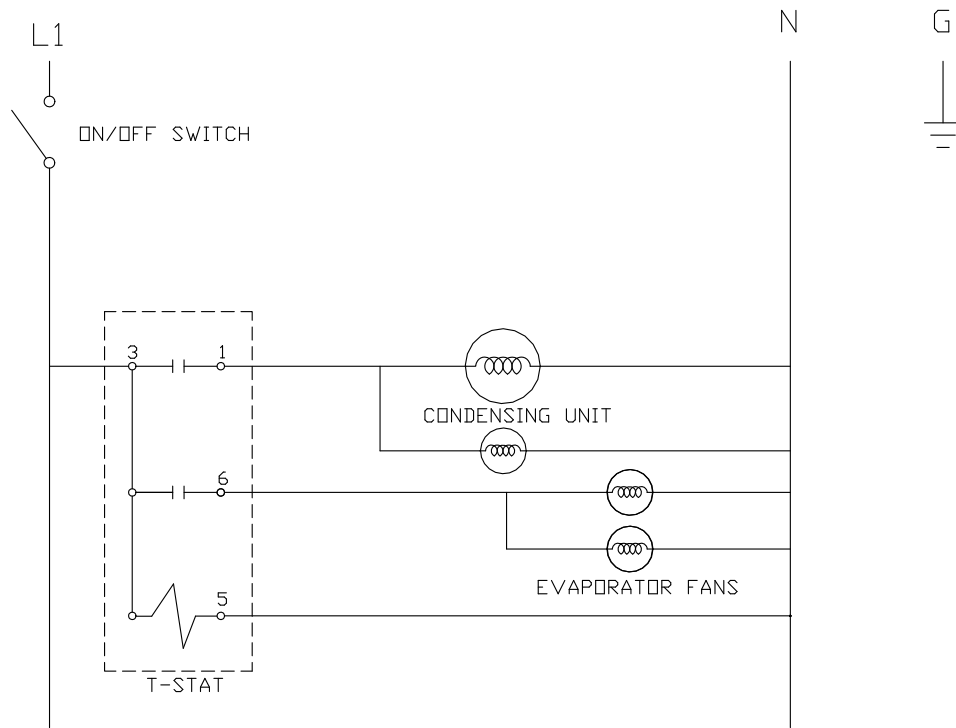 L1
N
G
ON/OFF SWITCH
3
1
CONDENSING UNIT
6
EVAPORATOR FANS
5
T-STAT